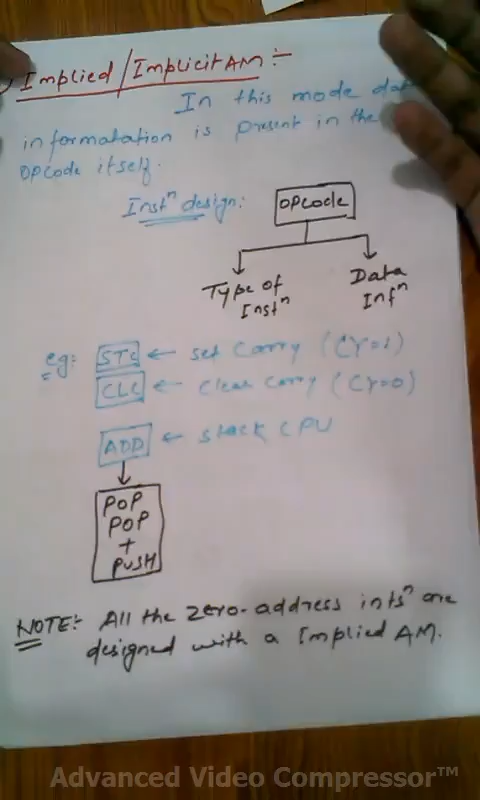 Implied/Implicit AM :-
In this mode data
informatation is present in the
opcode itself.
Instⁿ design:
opcode
Type of
Instⁿ
Data
Infⁿ
eg:
STC ← set carry (CY=1)
CLC ← clear carry (CY=0)
ADD ← stack CPU
POP
POP
+
PUSH
NOTE:- All the zero-address intsⁿ are
designed with a Implied AM.
Advanced Video Compressor™